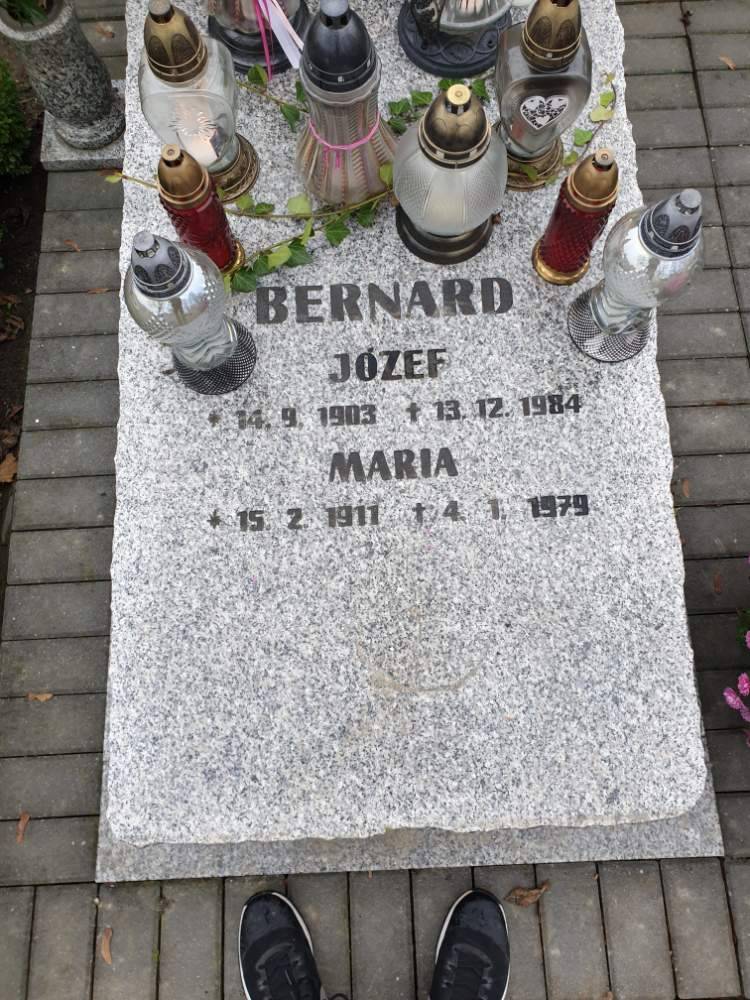 BERNARD
JÓZEF
* 14. 9. 1903 † 13. 12. 1984
MARIA
* 15. 2. 1911 † 4. 1. 1979